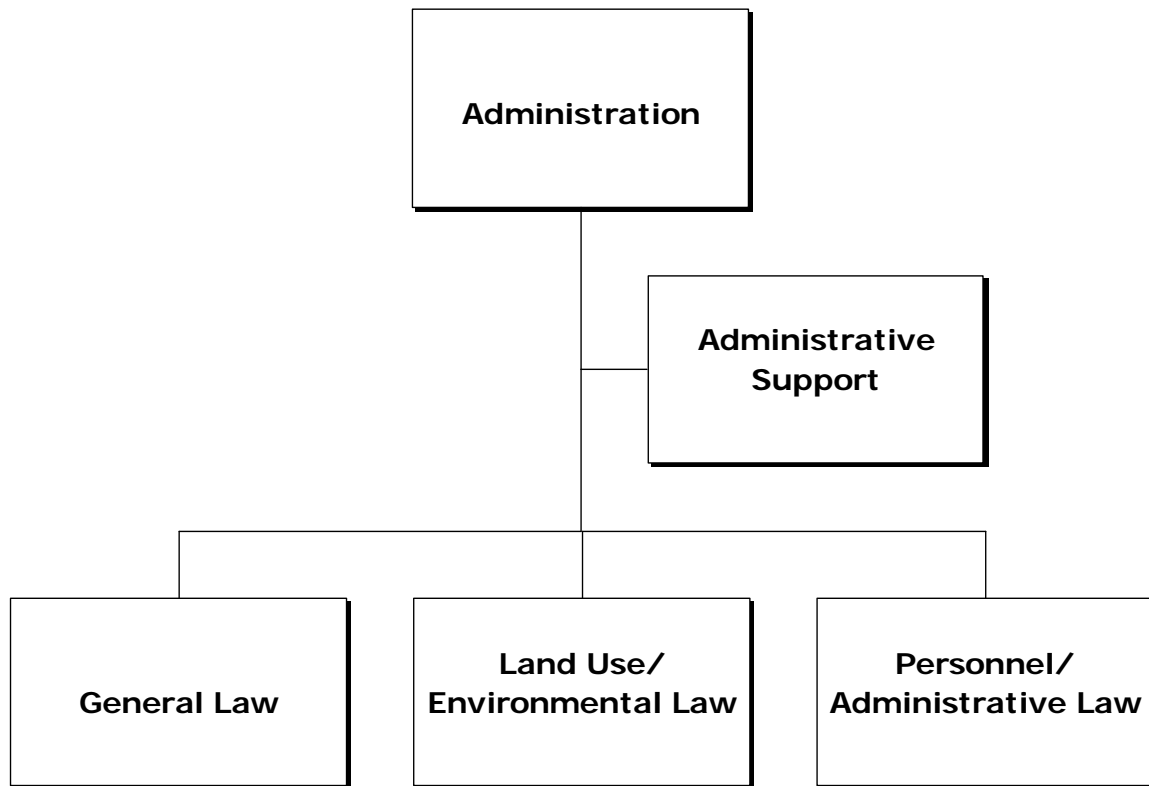 Administration
Administrative
Support
General Law
Land Use/
Environmental Law
Personnel/
Administrative Law